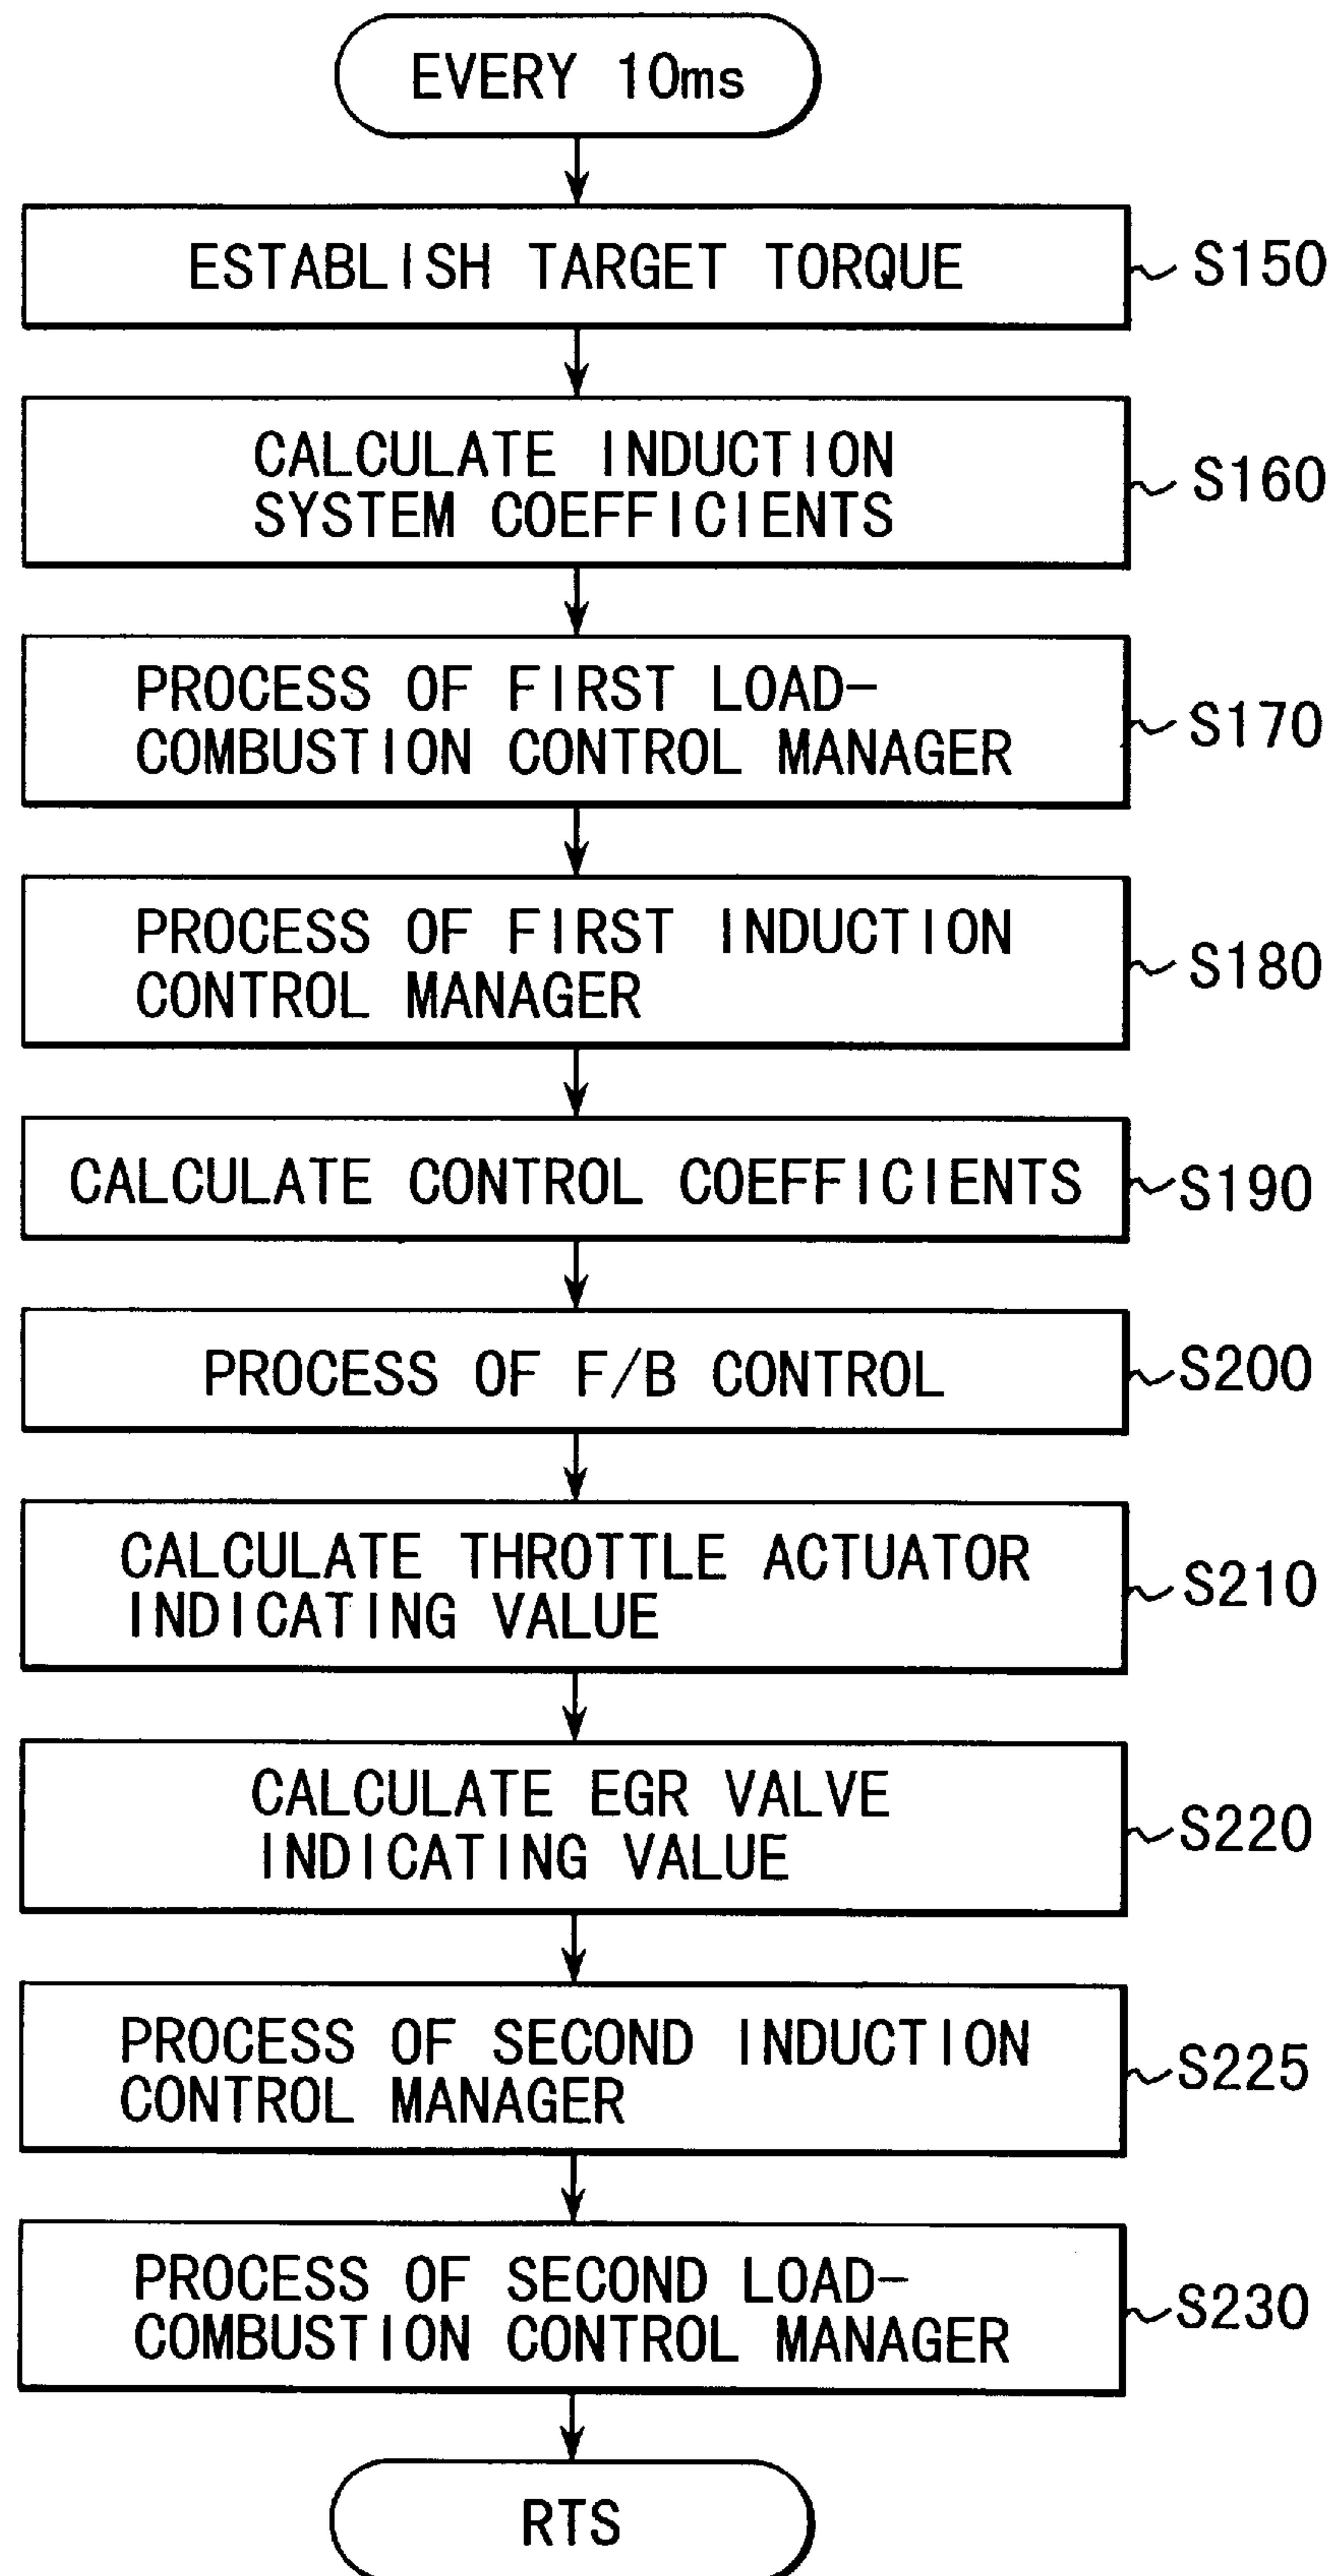 EVERY 10ms
ESTABLISH TARGET TORQUE
S150
CALCULATE INDUCTION
SYSTEM COEFFICIENTS
S160
PROCESS OF FIRST LOAD-
COMBUSTION CONTROL MANAGER
S170
PROCESS OF FIRST INDUCTION
CONTROL MANAGER
S180
CALCULATE CONTROL COEFFICIENTS
S190
PROCESS OF F/B CONTROL
S200
CALCULATE THROTTLE ACTUATOR
INDICATING VALUE
S210
CALCULATE EGR VALVE
INDICATING VALUE
S220
PROCESS OF SECOND INDUCTION
CONTROL MANAGER
S225
PROCESS OF SECOND LOAD-
COMBUSTION CONTROL MANAGER
S230
RTS